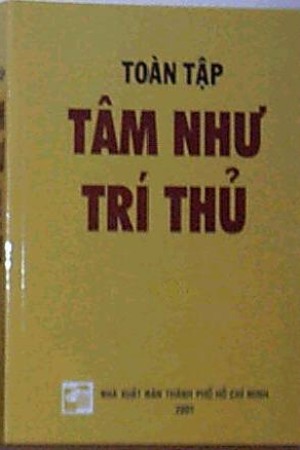 TOÀN TẬP
TÂM NHƯ
TRÍ THỦ
NHÀ XUẤT BẢN THÀNH PHỐ HỒ CHÍ MINH
2001